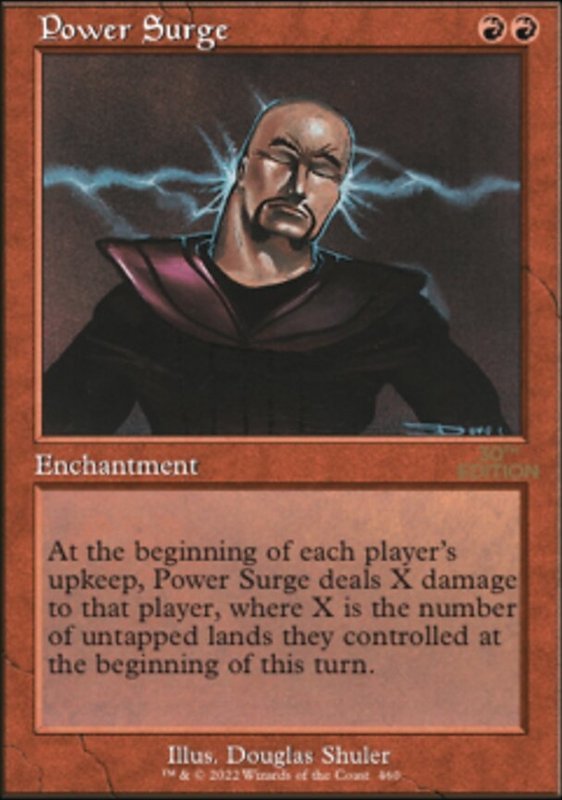 Power Surge
Enchantment
30TH
EDITION
At the beginning of each player's
upkeep, Power Surge deals X damage
to that player, where X is the number
of untapped lands they controlled at
the beginning of this turn.
Illus. Douglas Shuler
™ & © 2022 Wizards of the Coast 460